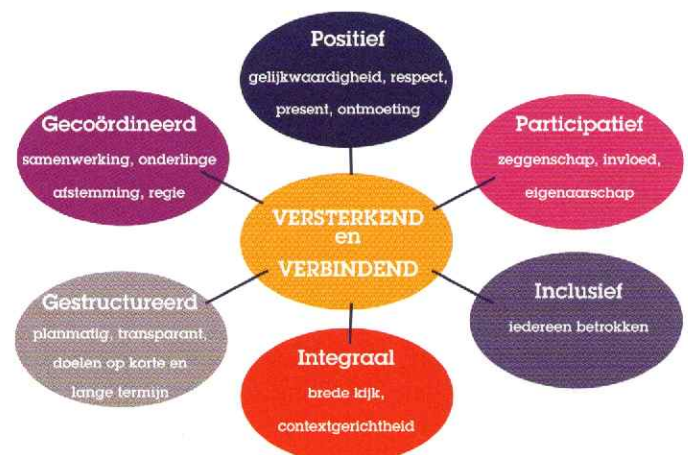 Positief
gelijkwaardigheid, respect,
present, ontmoeting
Gecoördineerd
samenwerking, onderlinge
afstemming, regie
Participatief
zeggenschap, invloed,
eigenaarschap
VERSTERKEND
en
VERBINDEND
Gestructureerd
planmatig, transparant,
doelen op korte en
lange termijn
Inclusief
iedereen betrokken
Integraal
brede kijk,
contextgerichtheid